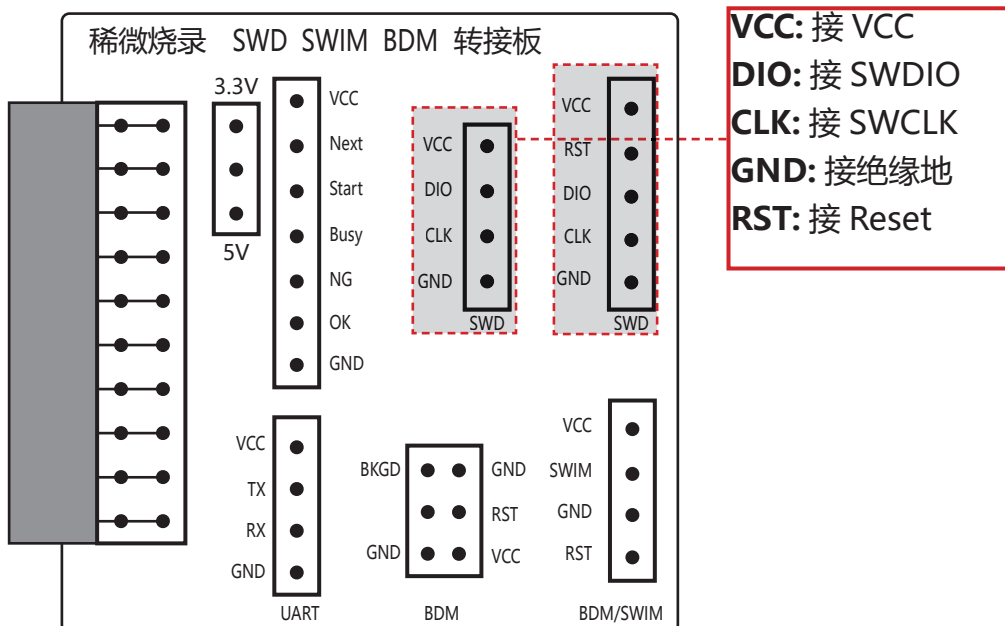 稀微烧录 SWD SWIM BDM 转接板
3.3V
5V
VCC
Next
Start
Busy
NG
OK
GND
VCC
DIO
CLK
GND
SWD
VCC
RST
DIO
CLK
GND
SWD
VCC: 接 VCC
DIO: 接 SWDIO
CLK: 接 SWCLK
GND: 接绝缘地
RST: 接 Reset
VCC
TX
RX
GND
UART
BKGD GND
RST
GND VCC
BDM
VCC
SWIM
GND
RST
BDM/SWIM